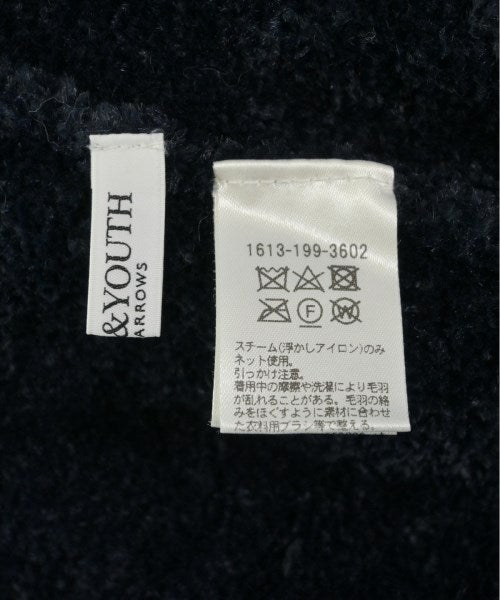 &YOUTH
ARROWS
1613-199-3602
F
W
スチーム(浮かしアイロン)のみ
ネット使用。
引っかけ注意。
着用中の摩擦や洗濯により毛羽
が乱れることがある。毛羽の絡
みをほぐすように素材に合わせ
た衣料用ブラシ等で整える。